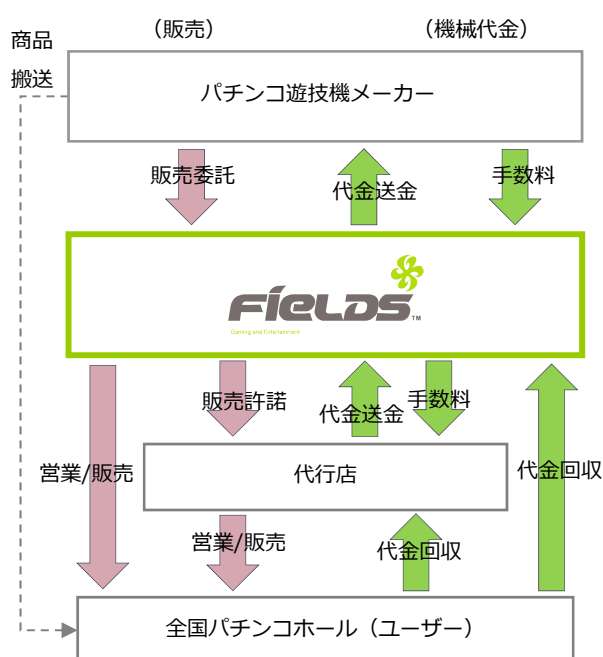 商品
搬送
（販売）
（機械代金）
パチンコ遊技機メーカー
販売委託
代金送金
手数料
FIELDS™
Gaming and Entertainment
販売許諾
代金送金
手数料
営業/販売
代行店
代金回収
営業/販売
代金回収
全国パチンコホール（ユーザー）